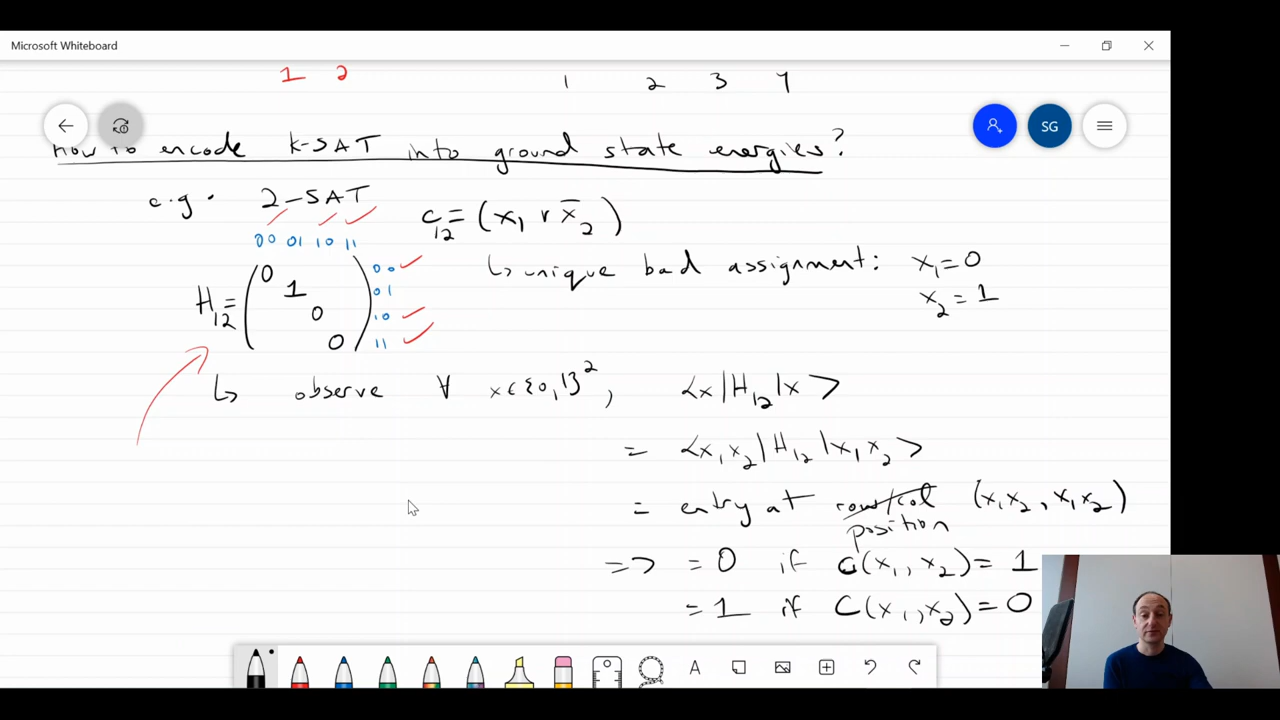 Microsoft Whiteboard
1 2 1 2 3 4
SG
How to encode k-SAT into ground state energies?
e.g. 2-SAT
C₁₂ = (x₁ ∨ x̄₂)
00 01 10 11
↳ unique bad assignment: x₁=0
x₂ = 1
H₁₂ =
0 00
1 01
0 10
0 11
↳ observe ∀ x∈{0,1}², <x|H₁₂|x>
= <x₁x₂|H₁₂|x₁x₂>
= entry at row/col (x₁x₂, x₁x₂)
position
=> = 0 if C(x₁, x₂) = 1
= 1 if C(x₁,x₂) = 0
A